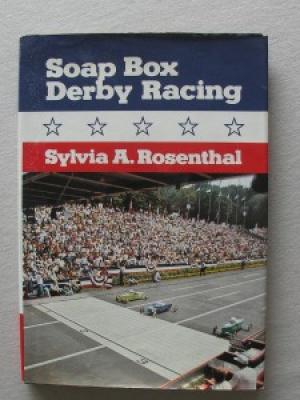 Soap Box
Derby Racing
Sylvia A. Rosenthal